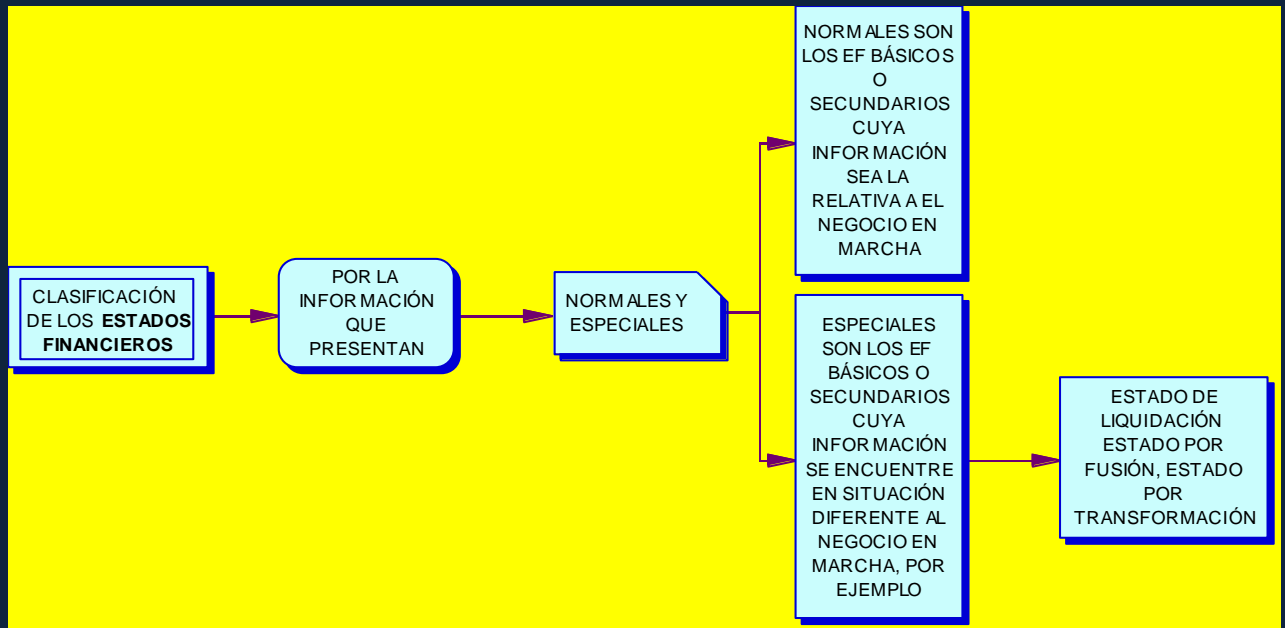 CLASIFICACIÓN
DE LOS ESTADOS
FINANCIEROS
POR LA
INFORMACIÓN
QUE
PRESENTAN
NORMALES Y
ESPECIALES
NORMALES SON
LOS EF BÁSICOS
O
SECUNDARIOS
CUYA
INFORMACIÓN
SEA LA
RELATIVA A EL
NEGOCIO EN
MARCHA
ESPECIALES
SON LOS EF
BÁSICOS O
SECUNDARIOS
CUYA
INFORMACIÓN
SE ENCUENTRE
EN SITUACIÓN
DIFERENTE AL
NEGOCIO EN
MARCHA, POR
EJEMPLO
ESTADO DE
LIQUIDACIÓN
ESTADO POR
FUSIÓN, ESTADO
POR
TRANSFORMACIÓN